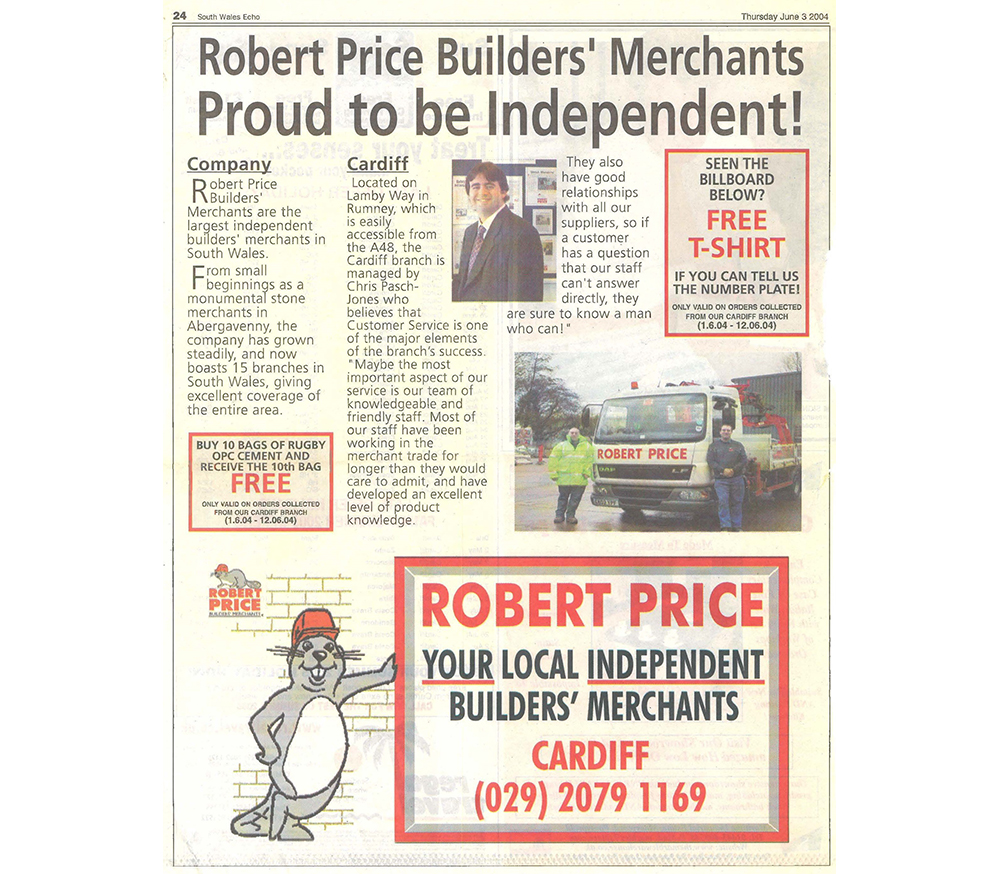 24 South Wales Echo
Thursday June 3 2004
Robert Price Builders' Merchants
Proud to be Independent!
Company
Robert Price
Builders'
Merchants are the
largest independent
builders' merchants in
South Wales.
From small
beginnings as a
monumental stone
merchants in
Abergavenny, the
company has grown
steadily, and now
boasts 15 branches in
South Wales, giving
excellent coverage of
the entire area.
BUY 10 BAGS OF RUGBY
OPC CEMENT AND
RECEIVE THE 10th BAG
FREE
ONLY VALID ON ORDERS COLLECTED
FROM OUR CARDIFF BRANCH
(1.6.04 - 12.06.04)
Cardiff
Located on
Lamby Way in
Rumney, which
is easily
accessible from
the A48, the
Cardiff branch is
managed by
Chris Pasch-
Jones who
believes that
Customer Service is one
of the major elements
of the branch's success.
"Maybe the most
important aspect of our
service is our team of
knowledgeable and
friendly staff. Most of
our staff have been
working in the
merchant trade for
longer than they would
care to admit, and have
developed an excellent
level of product
knowledge.
They also
have good
relationships
with all our
suppliers, so if
a customer
has a question
that our staff
can't answer
directly, they
are sure to know a man
who can!"
SEEN THE
BILLBOARD
BELOW?
FREE
T-SHIRT
IF YOU CAN TELL US
THE NUMBER PLATE!
ONLY VALID ON ORDERS COLLECTED
FROM OUR CARDIFF BRANCH
(1.6.04 - 12.06.04)
ROBERT PRICE
DAF LF
ROBERT
PRICE
BUILDERS' MERCHANTS
ROBERT PRICE
YOUR LOCAL INDEPENDENT
BUILDERS' MERCHANTS
CARDIFF
(029) 2079 1169